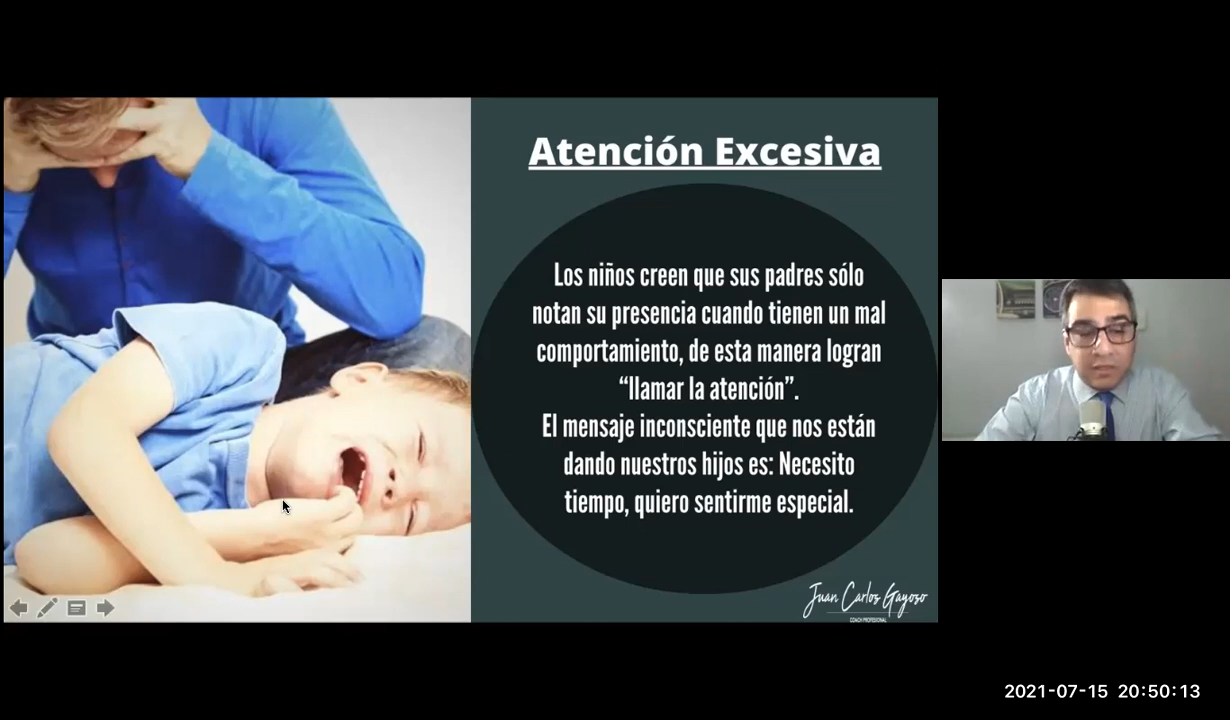 Atención Excesiva
Los niños creen que sus padres sólo
notan su presencia cuando tienen un mal
comportamiento, de esta manera logran
“llamar la atención”.
El mensaje inconsciente que nos están
dando nuestros hijos es: Necesito
tiempo, quiero sentirme especial.
Juan Carlos Gayoso
COACH PROFESIONAL
2021-07-15 20:50:13